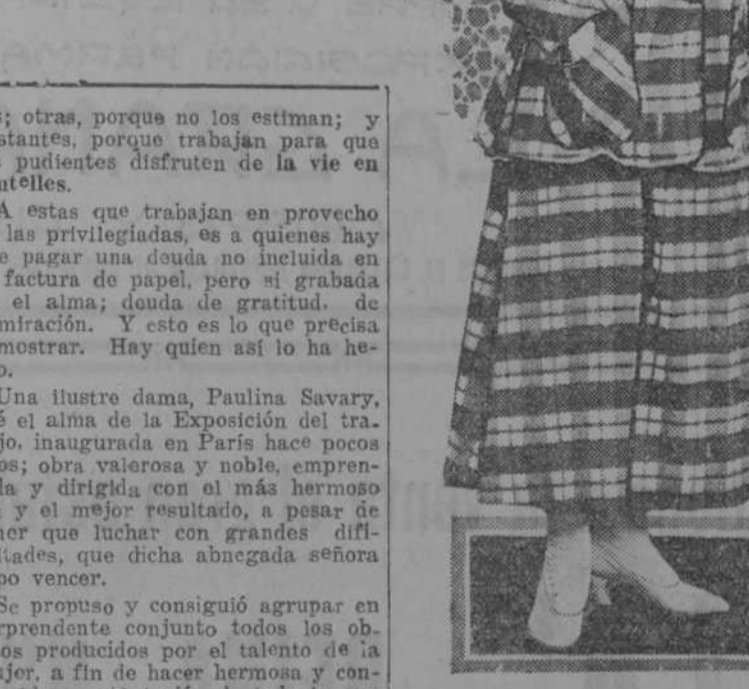 s; otras, porque no los estiman; y
stantes, porque trabajan para que
s pudientes disfruten de la vie en
ntelles.
A estas que trabajan en provecho
las privilegiadas, es a quienes hay
e pagar una deuda no incluida en
factura de papel, pero si grabada
el alma; deuda de gratitud. de
miración. Y esto es lo que precisa
mostrar. Hay quien así lo ha he-
o.
Una ilustre dama, Paulina Savary,
é el alma de la Exposición del tra-
jo, inaugurada en París hace pocos
os; obra valerosa y noble, empren-
da y dirigida con el más hermoso
y el mejor resultado, a pesar de
ner que luchar con grandes difi-
ltades, que dicha abnegada señora
po vencer.
Se propuso y consiguió agrupar en
rprendente conjunto todos los ob-
os producidos por el talento de la
ujer, a fin de hacer hermosa y con-